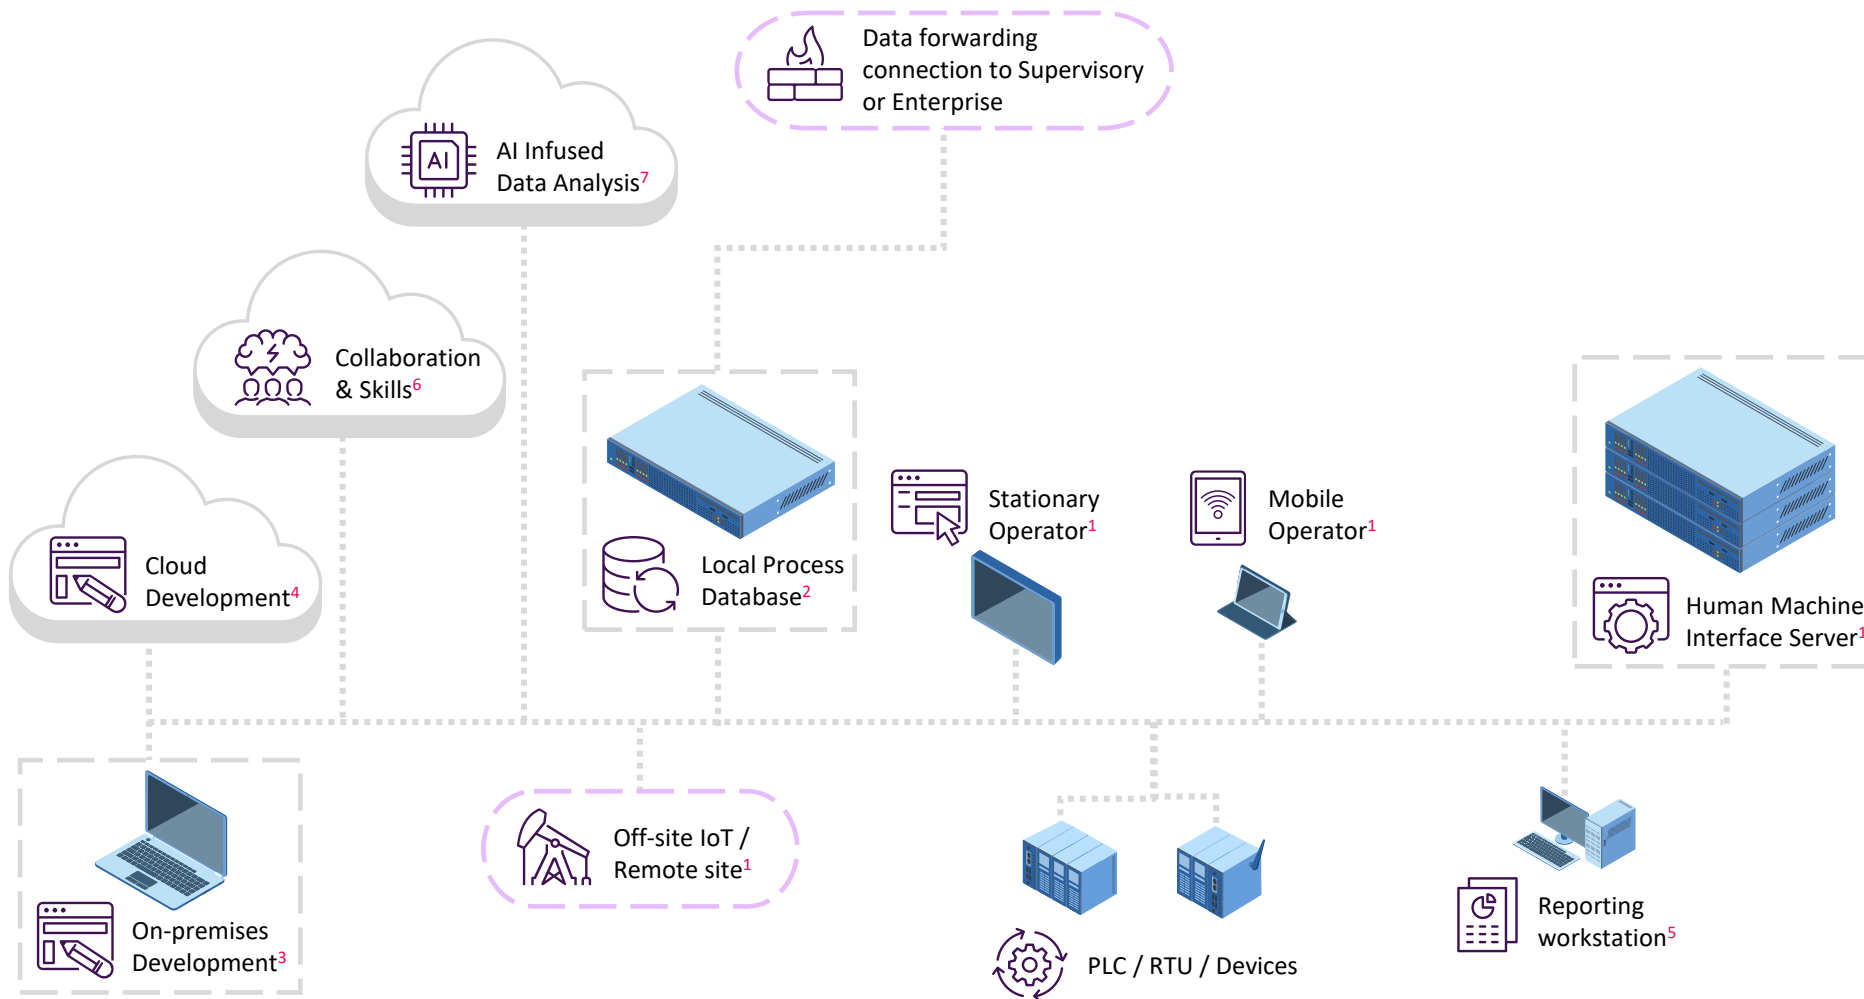 Data forwarding
connection to Supervisory
or Enterprise
AI
AI Infused
Data Analysis7
Collaboration
& Skills6
Cloud
Development4
Local Process
Database2
Stationary
Operator1
Mobile
Operator1
Human Machine
Interface Server1
On-premises
Development3
Off-site IoT /
Remote site1
PLC / RTU / Devices
Reporting
workstation5